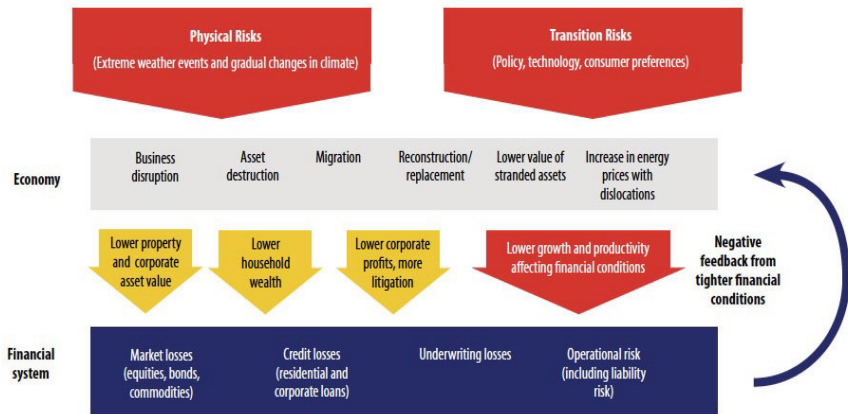 Physical Risks
(Extreme weather events and gradual changes in climate)
Transition Risks
(Policy, technology, consumer preferences)
Economy
Business
disruption
Asset
destruction
Migration
Reconstruction/
replacement
Lower value of
stranded assets
Increase in energy
prices with
dislocations
Lower property
and corporate
asset value
Lower
household
wealth
Lower corporate
profits, more
litigation
Lower growth and productivity
affecting financial conditions
Negative
feedback from
tighter financial
conditions
Financial
system
Market losses
(equities, bonds,
commodities)
Credit losses
(residential and
corporate loans)
Underwriting losses
Operational risk
(including liability
risk)